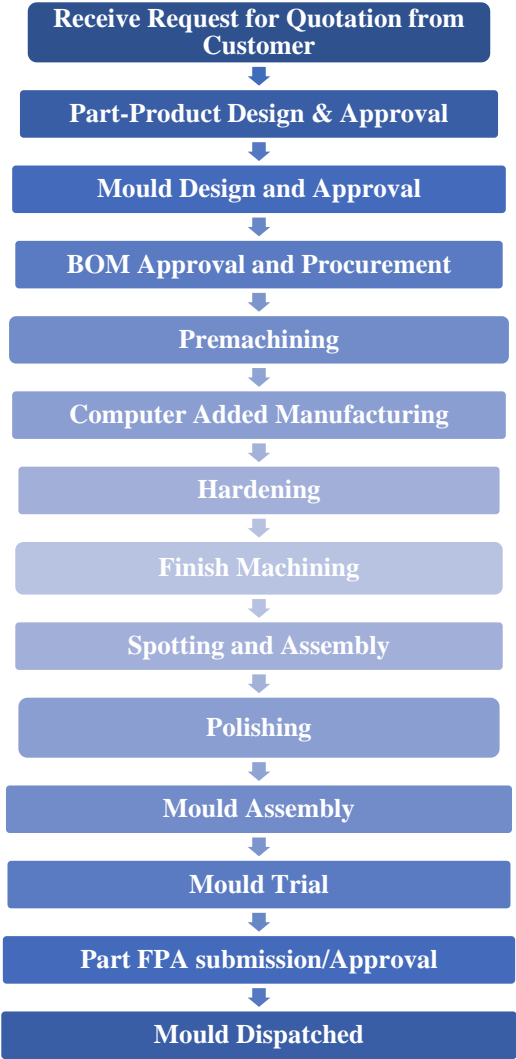 Receive Request for Quotation from
Customer
Part-Product Design & Approval
Mould Design and Approval
BOM Approval and Procurement
Premachining
Computer Added Manufacturing
Hardening
Finish Machining
Spotting and Assembly
Polishing
Mould Assembly
Mould Trial
Part FPA submission/Approval
Mould Dispatched